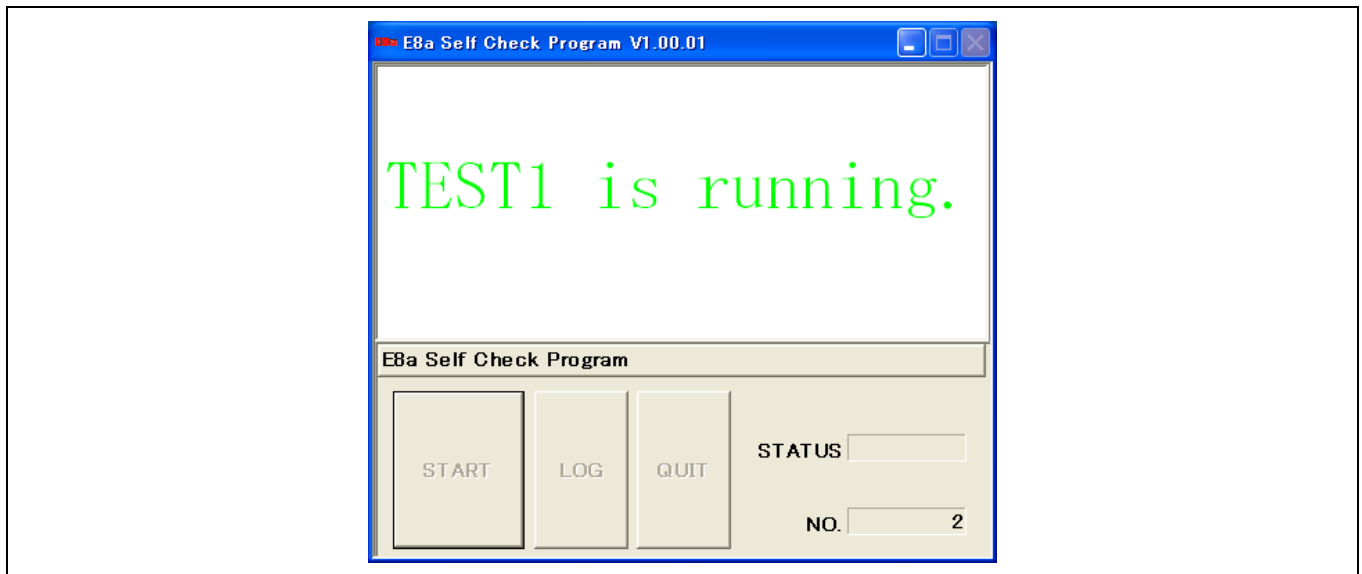 E8a Self Check Program V1.00.01
TEST1 is running.
E8a Self Check Program
START LOG QUIT
STATUS
NO. 2